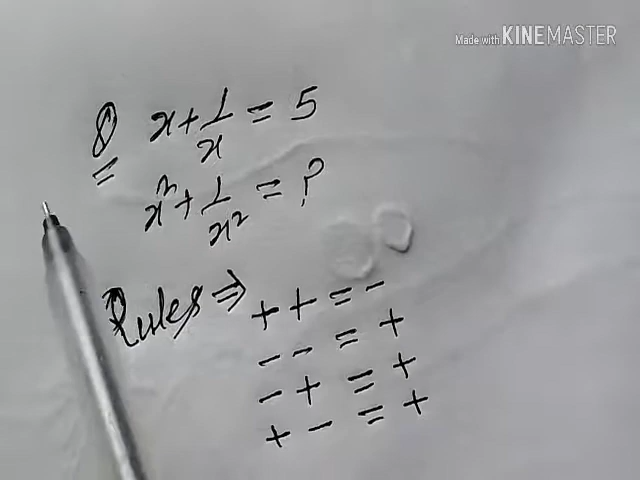 Made with KINEMASTER
Q x + 1/x = 5
x² + 1/x² = ?
Rules ⇒ + + = -
- - = +
- + = +
+ - = +